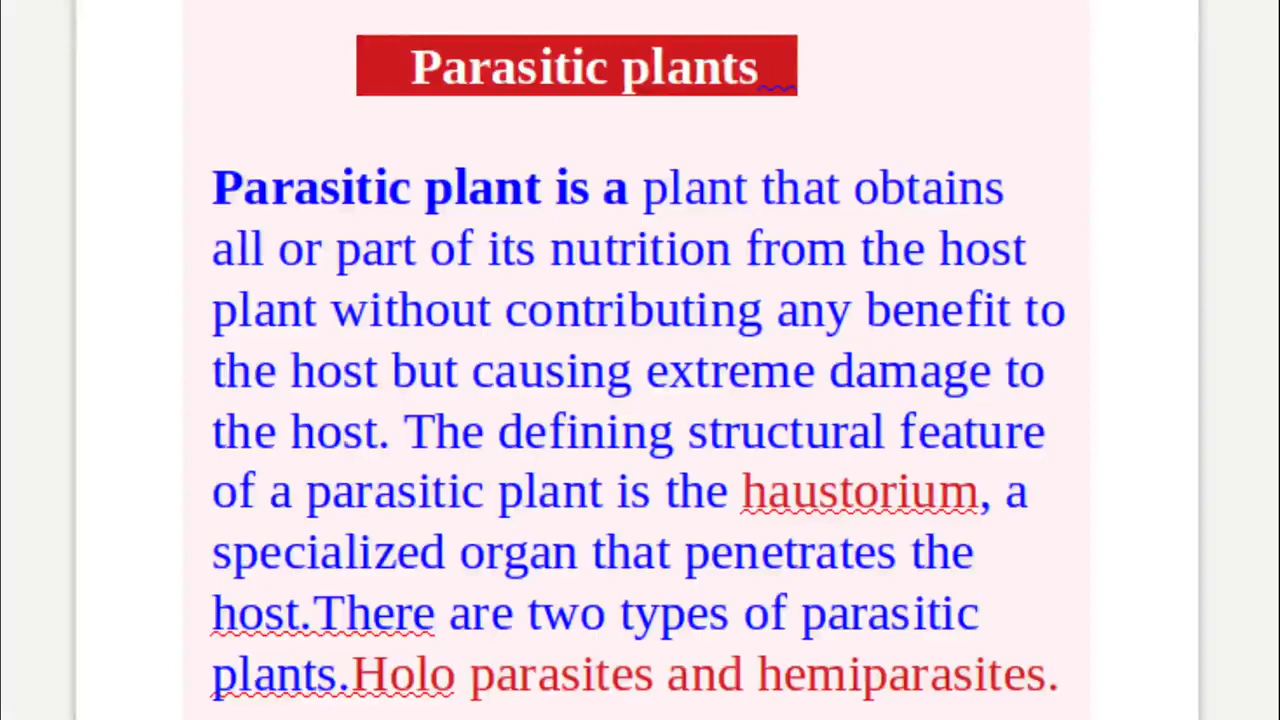 Parasitic plants
Parasitic plant is a plant that obtains
all or part of its nutrition from the host
plant without contributing any benefit to
the host but causing extreme damage to
the host. The defining structural feature
of a parasitic plant is the haustorium, a
specialized organ that penetrates the
host.There are two types of parasitic
plants.Holo parasites and hemiparasites.